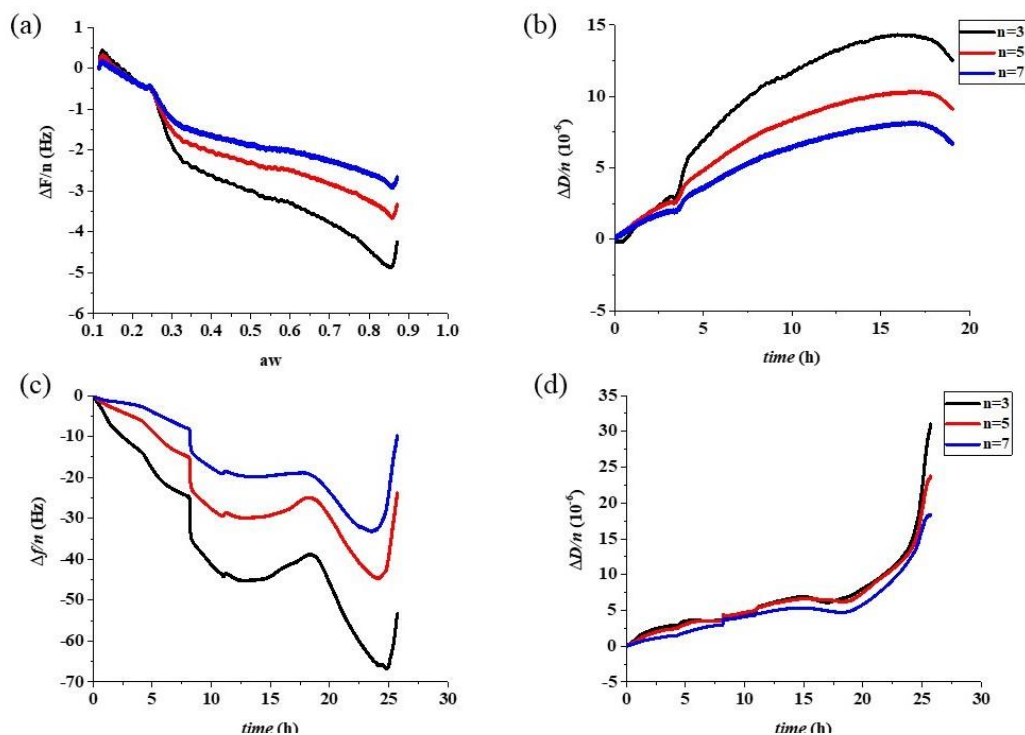 (a)
1
0
-1
-2
-3
-4
-5
-6
ΔF/n (Hz)
0.1 0.2 0.3 0.4 0.5 0.6 0.7 0.8 0.9 1.0
aw
(b)
15
10
5
0
-5
ΔD/n (10⁻⁶)
0 5 10 15 20
time (h)
n=3
n=5
n=7
(c)
0
-10
-20
-30
-40
-50
-60
-70
Δf/n (Hz)
0 5 10 15 20 25 30
time (h)
(d)
35
30
25
20
15
10
5
0
-5
ΔD/n (10⁻⁶)
0 5 10 15 20 25 30
time (h)
n=3
n=5
n=7